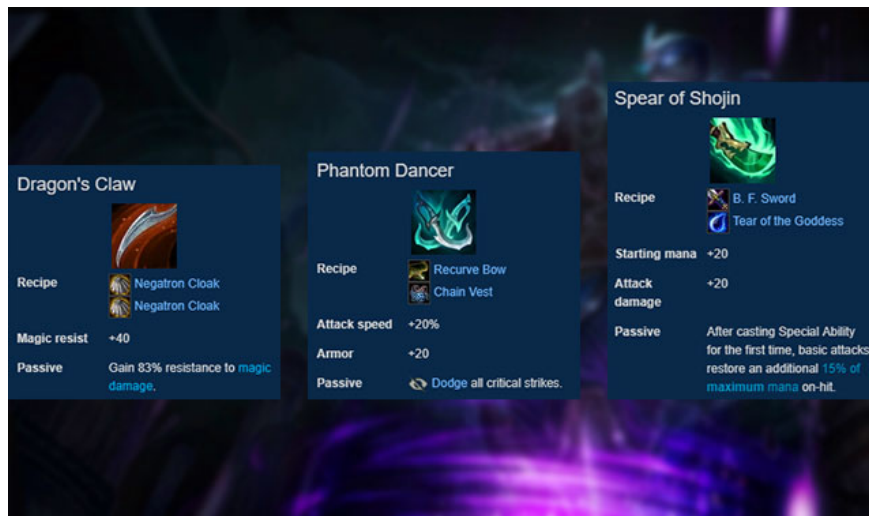 Dragon's Claw
Recipe
Negatron Cloak
Negatron Cloak
Magic resist +40
Passive Gain 83% resistance to magic
damage.
Phantom Dancer
Recipe
Recurve Bow
Chain Vest
Attack speed +20%
Armor +20
Passive Dodge all critical strikes.
Spear of Shojin
Recipe B. F. Sword
Tear of the Goddess
Starting mana +20
Attack +20
damage
Passive After casting Special Ability
for the first time, basic attacks
restore an additional 15% of
maximum mana on-hit.